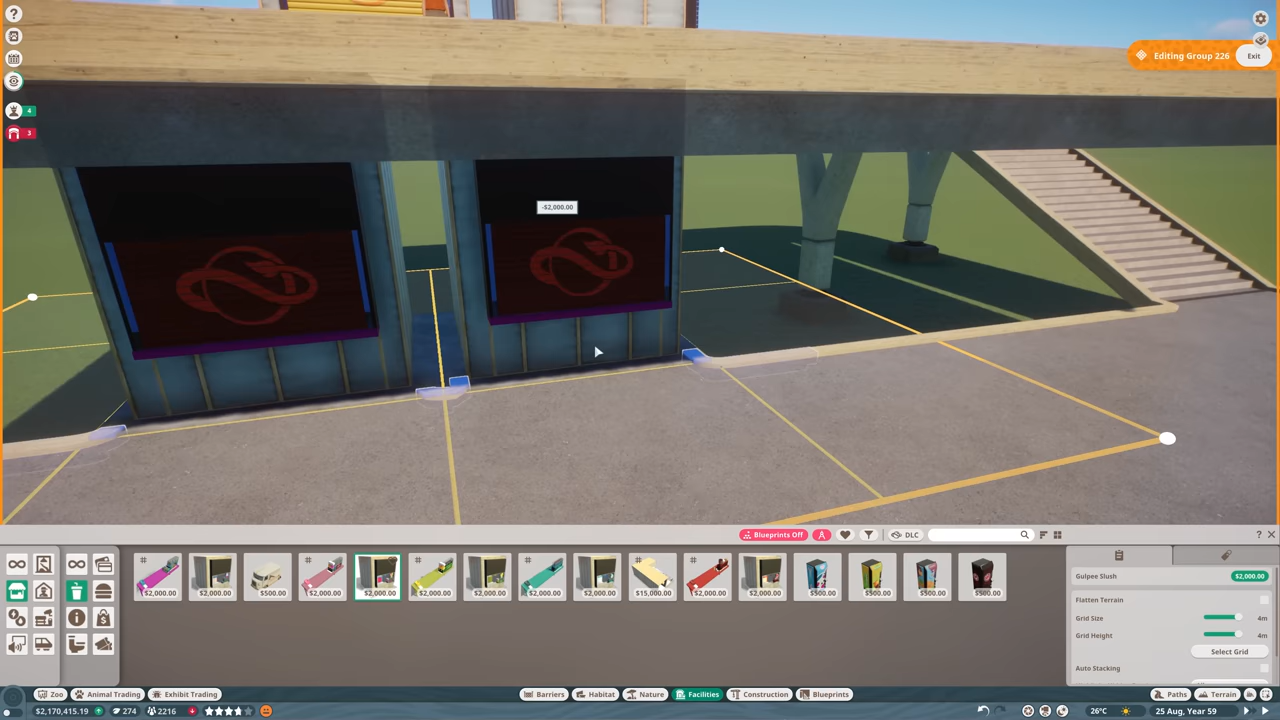 ?
Editing Group 226
Exit
4
3
-$2,000.00
Blueprints Off
DLC
? ×
# $2,000.00
$2,000.00
$500.00
# $2,000.00
$2,000.00
# $2,000.00
$2,000.00
# $2,000.00
$2,000.00
# $15,000.00
# $2,000.00
$2,000.00
$500.00
$500.00
$500.00
$500.00
Gulpee Slush
$2,000.00
Flatten Terrain
Grid Size
4m
Grid Height
4m
Select Grid
Auto Stacking
Zoo
Animal Trading
Exhibit Trading
Barriers
Habitat
Nature
Facilities
Construction
Blueprints
Paths
Terrain
$2,170,415.19
274
2216
26°C
25 Aug, Year 59